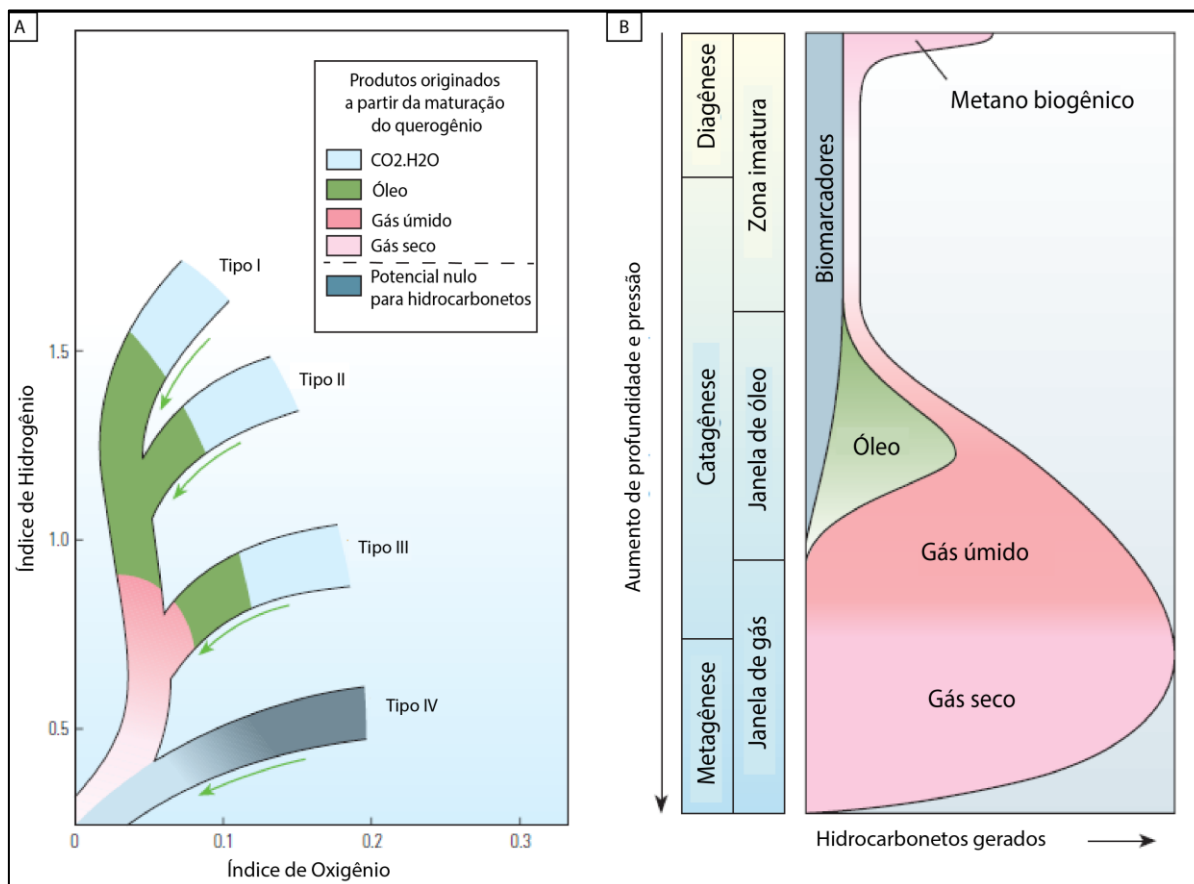 A
Produtos originados
a partir da maturação
do querogênio
CO2.H2O
Óleo
Gás úmido
Gás seco
Potencial nulo
para hidrocarbonetos
Tipo I
Tipo II
Tipo III
Tipo IV
Índice de Hidrogênio
1.5
1.0
0.5
0
0.1
0.2
0.3
Índice de Oxigênio
B
Aumento de profundidade e pressão
Diagênese
Catagênese
Metagênese
Zona imatura
Janela de óleo
Janela de gás
Biomarcadores
Metano biogênico
Óleo
Gás úmido
Gás seco
Hidrocarbonetos gerados